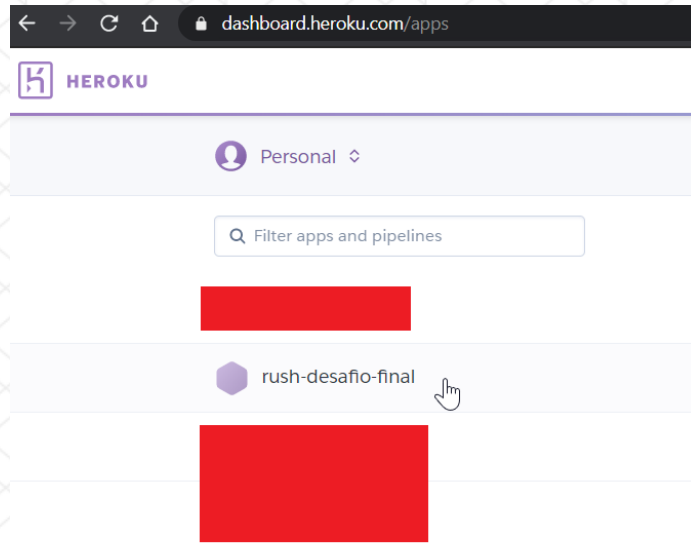 dashboard.heroku.com/apps
HEROKU
Personal
Filter apps and pipelines
rush-desafio-final